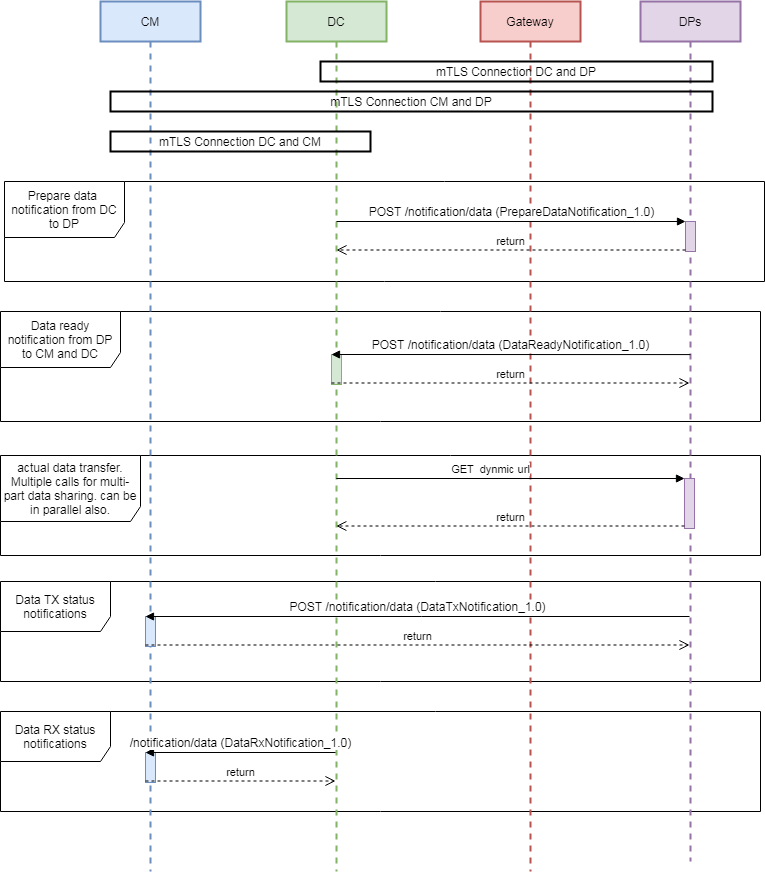 CM
DC
Gateway
DPs
mTLS Connection DC and DP
mTLS Connection CM and DP
mTLS Connection DC and CM
Prepare data
notification from DC
to DP
POST /notification/data (PrepareDataNotification_1.0)
return
Data ready
notification from DP
to CM and DC
POST /notification/data (DataReadyNotification_1.0)
return
actual data transfer.
Multiple calls for multi-
part data sharing. can be
in parallel also.
GET dynmic url
return
Data TX status
notifications
POST /notification/data (DataTxNotification_1.0)
return
Data RX status
notifications
/notification/data (DataRxNotification_1.0)
return